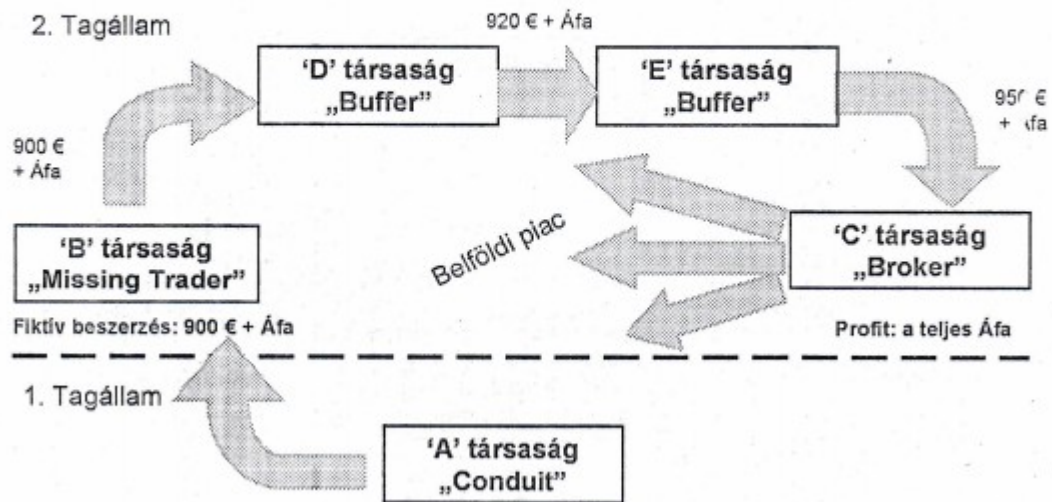 2. Tagállam
920 € + Áfa
'D' társaság
„Buffer”
'E' társaság
„Buffer”
900 €
+ Áfa
€
+
'B' társaság
„Missing Trader”
Belföldi piac
'C' társaság
„Broker”
Fiktív beszerzés: 900 € + Áfa
Profit: a teljes Áfa
1. Tagállam
'A' társaság
„Conduit”